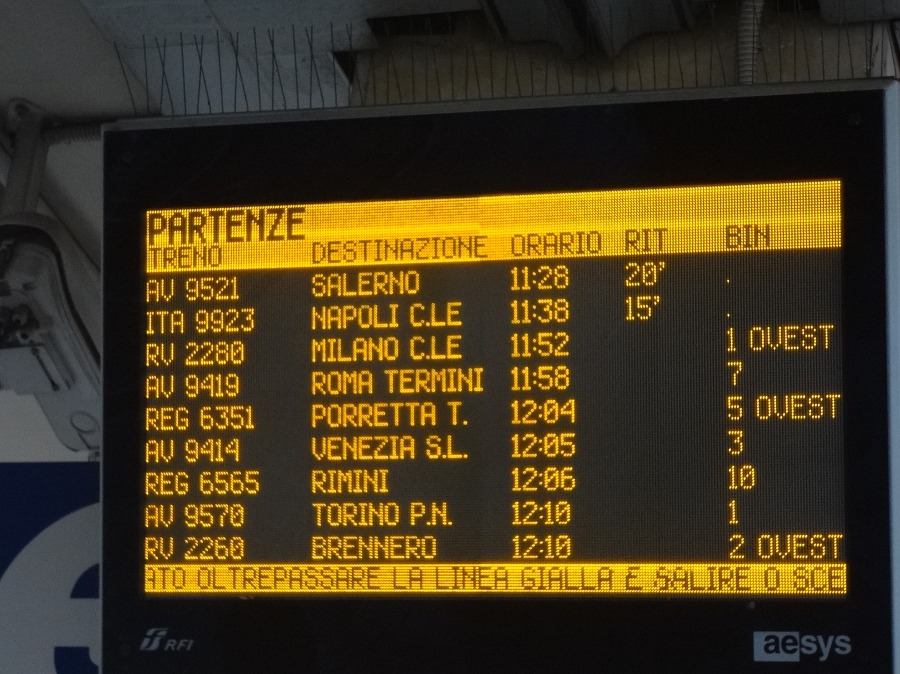 PARTENZE
TRENO DESTINAZIONE ORARIO RIT BIN
AV 9521 SALERNO 11:28 20' .
ITA 9923 NAPOLI C.LE 11:38 15' .
RV 2280 MILANO C.LE 11:52 1 OVEST
AV 9419 ROMA TERMINI 11:58 7
REG 6351 PORRETTA T. 12:04 5 OVEST
AV 9414 VENEZIA S.L. 12:05 3
REG 6565 RIMINI 12:06 10
AV 9570 TORINO P.N. 12:10 1
RV 2260 BRENNERO 12:10 2 OVEST
ATO OLTREPASSARE LA LINEA GIALLA E SALIRE O SCE
RFI aesys